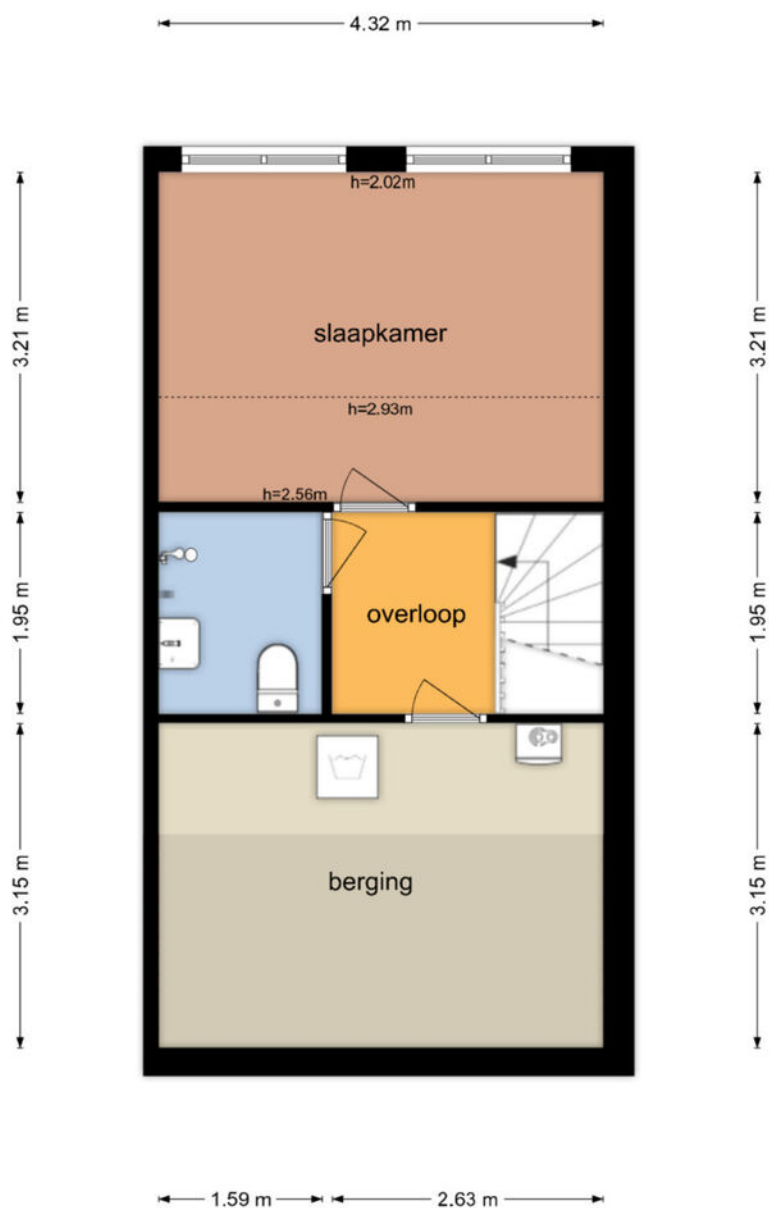 4.32 m
h=2.02m
3.21 m
slaapkamer
3.21 m
h=2.93m
h=2.56m
1.95 m
overloop
1.95 m
3.15 m
berging
3.15 m
1.59 m
2.63 m